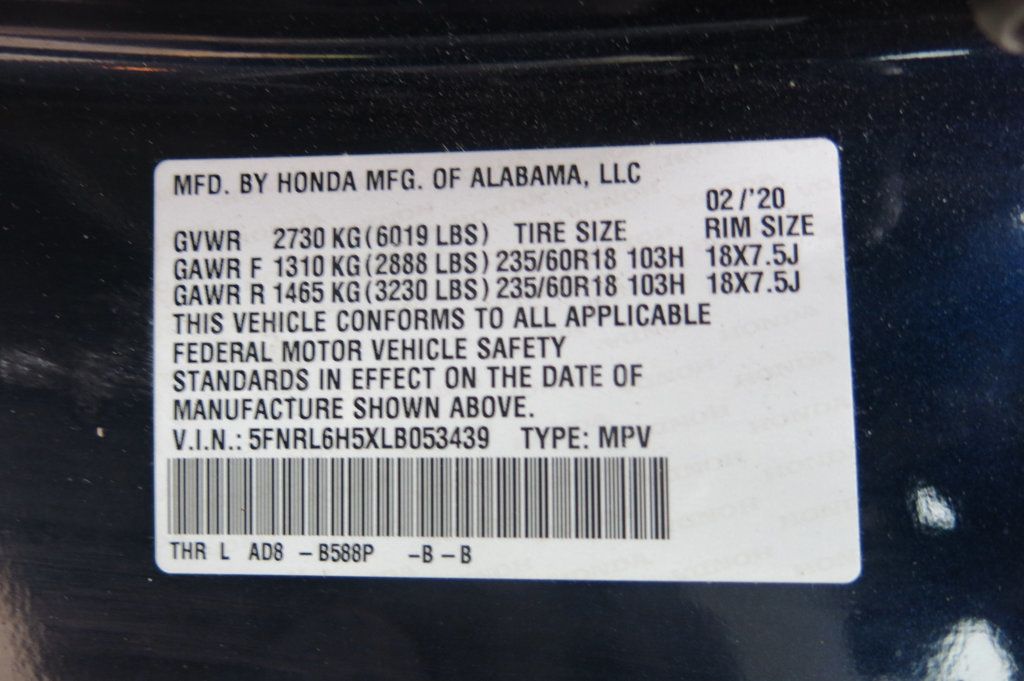 MFD. BY HONDA MFG. OF ALABAMA, LLC
02/'20
GVWR 2730 KG(6019 LBS) TIRE SIZE RIM SIZE
GAWR F 1310 KG(2888 LBS) 235/60R18 103H 18X7.5J
GAWR R 1465 KG(3230 LBS) 235/60R18 103H 18X7.5J
THIS VEHICLE CONFORMS TO ALL APPLICABLE
FEDERAL MOTOR VEHICLE SAFETY
STANDARDS IN EFFECT ON THE DATE OF
MANUFACTURE SHOWN ABOVE.
V.I.N.: 5FNRL6H5XLB053439 TYPE: MPV
THR L AD8 -B588P -B-B